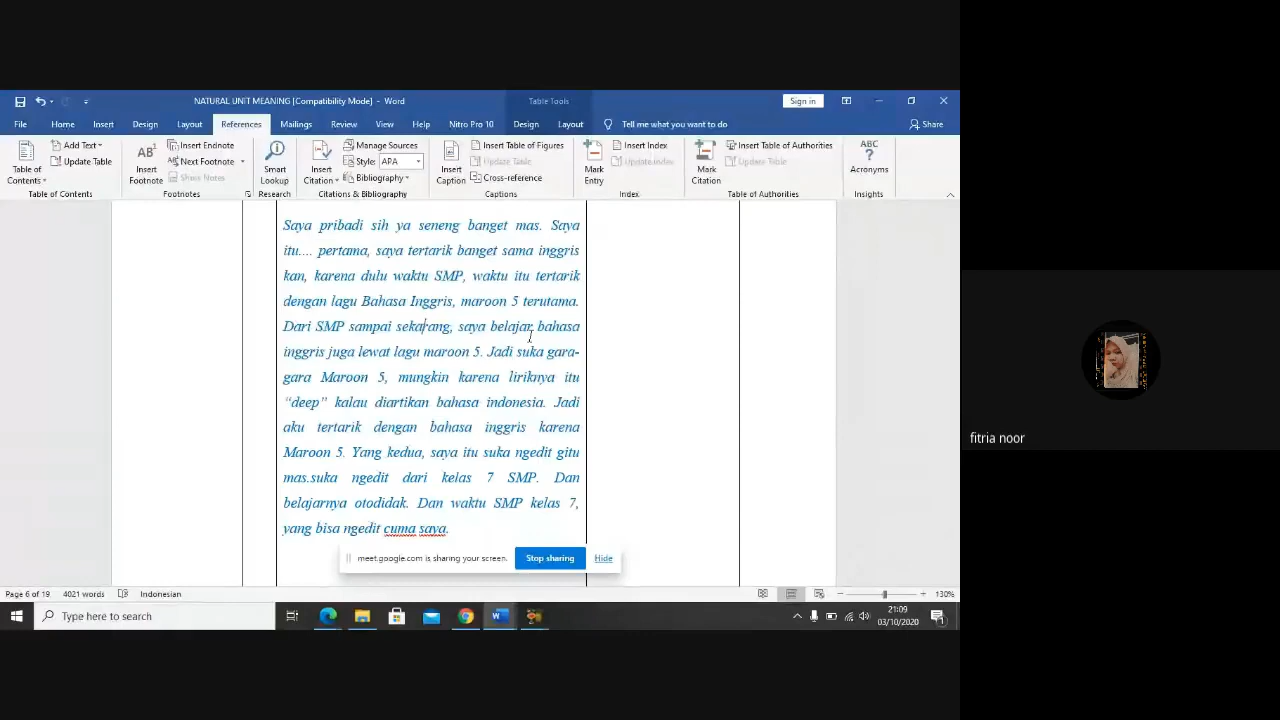 NATURAL UNIT MEANING [Compatibility Mode] - Word
Table Tools
Sign in
File Home Insert Design Layout References Mailings Review View Help Nitro Pro 10 Design Layout Tell me what you want to do Share
Table of Contents
Add Text
Update Table
Table of Contents
AB1
Insert Footnote
Insert Endnote
Next Footnote
Show Notes
Footnotes
Smart Lookup
Research
Insert Citation
Manage Sources
Style: APA
Bibliography
Citations & Bibliography
Insert Caption
Insert Table of Figures
Update Table
Cross-reference
Captions
Mark Entry
Insert Index
Update Index
Index
Mark Citation
Insert Table of Authorities
Update Table
Table of Authorities
ABC
?
Acronyms
Insights
Saya pribadi sih ya seneng banget mas. Saya
itu.... pertama, saya tertarik banget sama inggris
kan, karena dulu waktu SMP, waktu itu tertarik
dengan lagu Bahasa Inggris, maroon 5 terutama.
Dari SMP sampai sekarang, saya belajar bahasa
inggris juga lewat lagu maroon 5. Jadi suka gara-
gara Maroon 5, mungkin karena liriknya itu
“deep” kalau diartikan bahasa indonesia. Jadi
aku tertarik dengan bahasa inggris karena
Maroon 5. Yang kedua, saya itu suka ngedit gitu
mas.suka ngedit dari kelas 7 SMP. Dan
belajarnya otodidak. Dan waktu SMP kelas 7,
yang bisa ngedit cuma saya.
meet.google.com is sharing your screen. Stop sharing Hide
Page 6 of 19 4021 words Indonesian 130%
Type here to search
21:09
03/10/2020
fitria noor